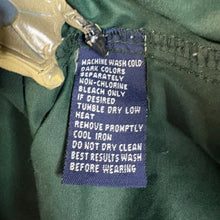 MACHINE WASH COLD
DARK COLORS
SEPARATELY
NON-CHLORINE
BLEACH ONLY
IF DESIRED
TUMBLE DRY LOW
HEAT
REMOVE PROMPTLY
COOL IRON
DO NOT DRY CLEAN
BEST RESULTS WASH
BEFORE WEARING